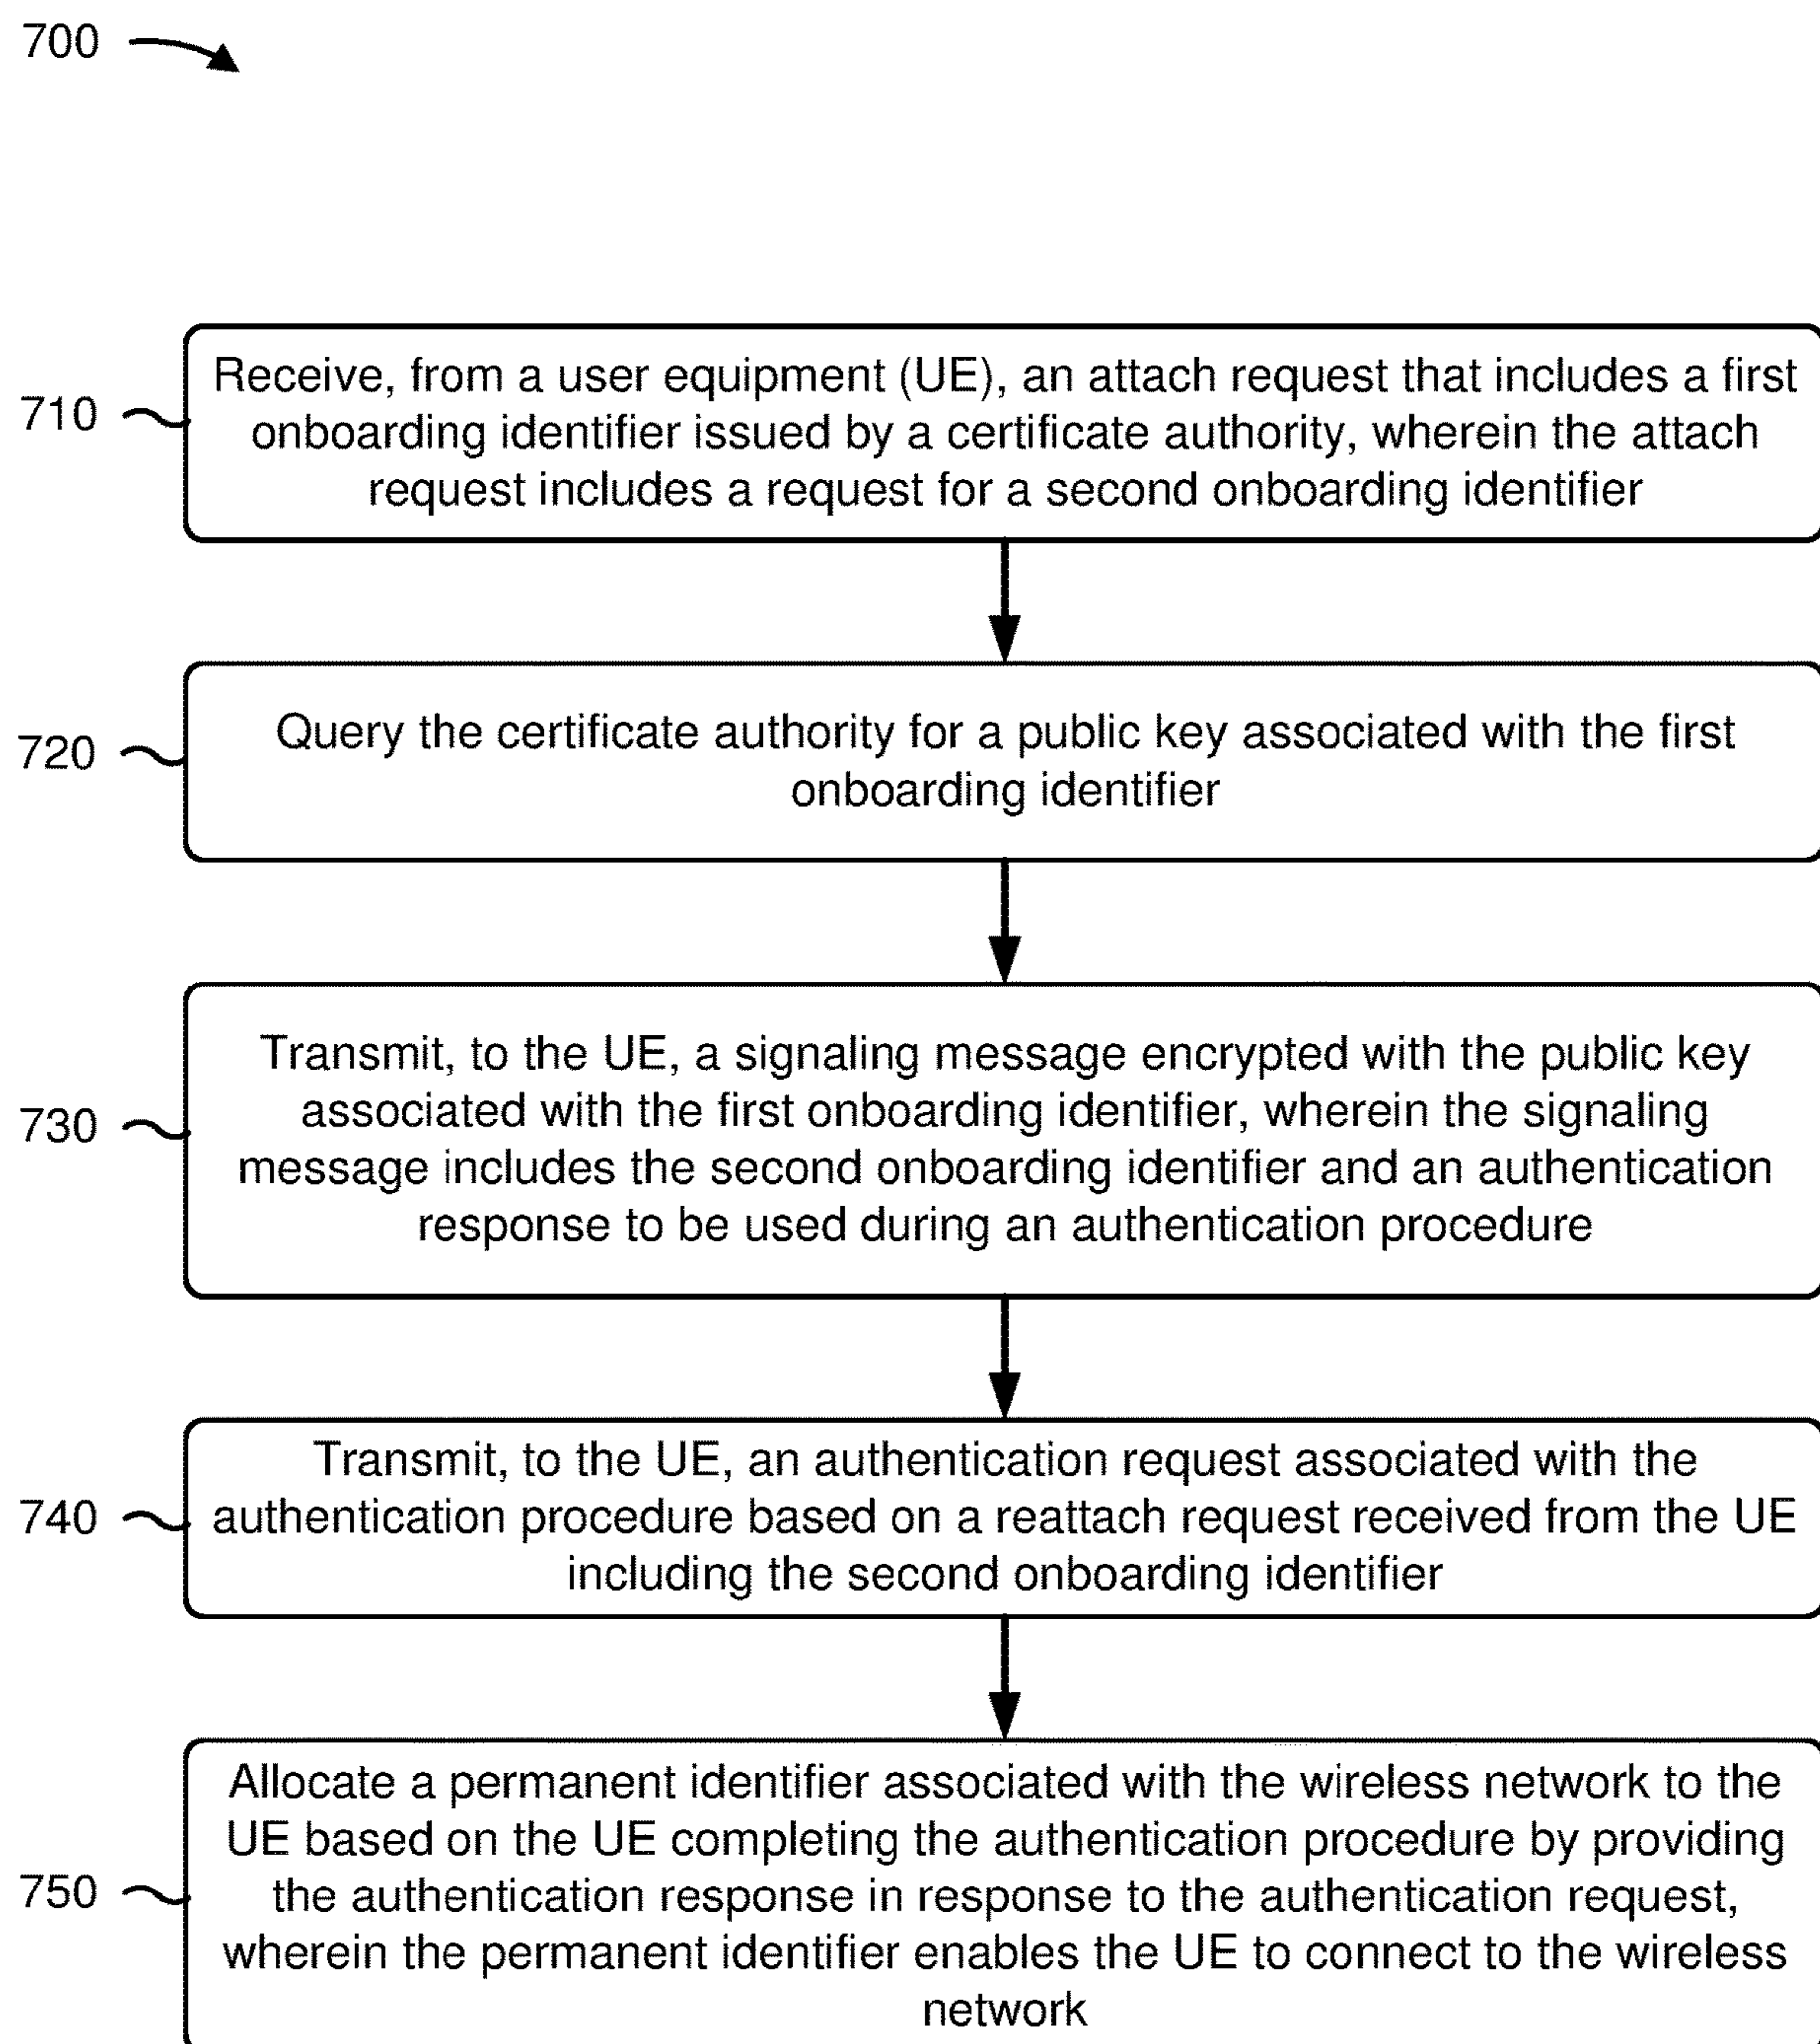 700
710
Receive, from a user equipment (UE), an attach request that includes a first
onboarding identifier issued by a certificate authority, wherein the attach
request includes a request for a second onboarding identifier
720
Query the certificate authority for a public key associated with the first
onboarding identifier
730
Transmit, to the UE, a signaling message encrypted with the public key
associated with the first onboarding identifier, wherein the signaling
message includes the second onboarding identifier and an authentication
response to be used during an authentication procedure
740
Transmit, to the UE, an authentication request associated with the
authentication procedure based on a reattach request received from the UE
including the second onboarding identifier
750
Allocate a permanent identifier associated with the wireless network to the
UE based on the UE completing the authentication procedure by providing
the authentication response in response to the authentication request,
wherein the permanent identifier enables the UE to connect to the wireless
network